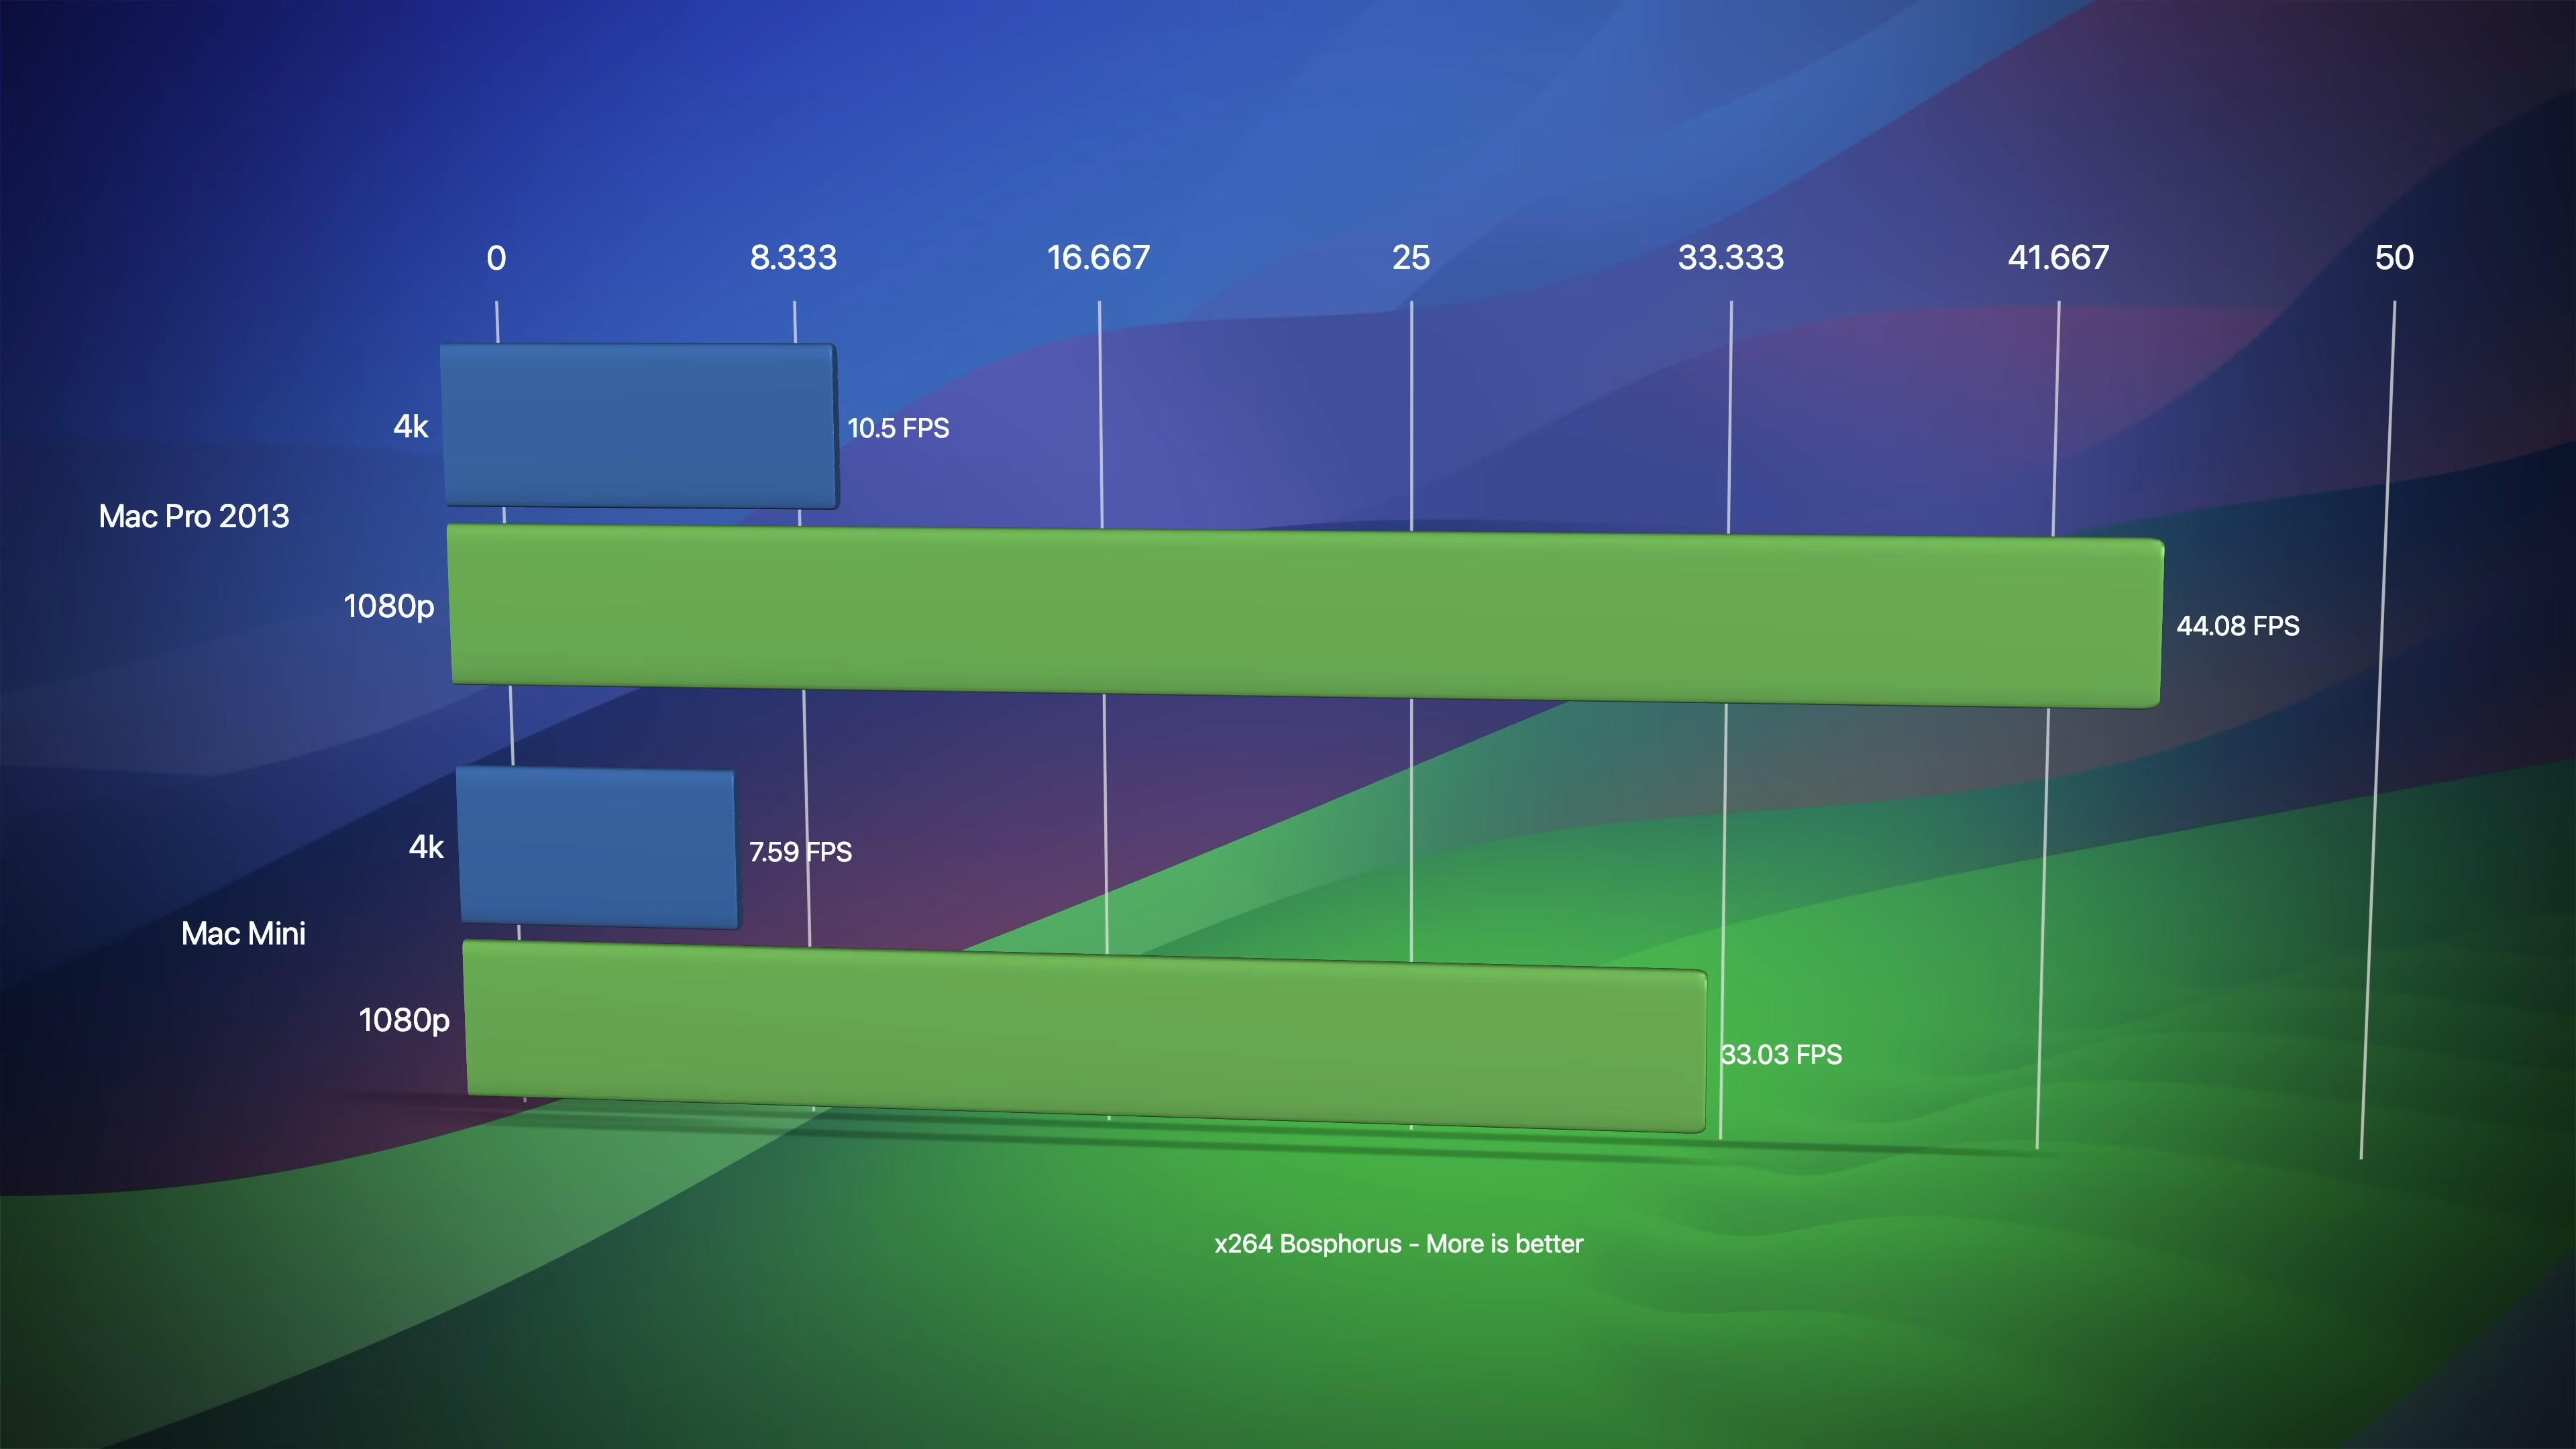 0 8.333 16.667 25 33.333 41.667 50
4k 10.5 FPS
Mac Pro 2013
1080p 44.08 FPS
4k 7.59 FPS
Mac Mini
1080p 33.03 FPS
x264 Bosphorus - More is better